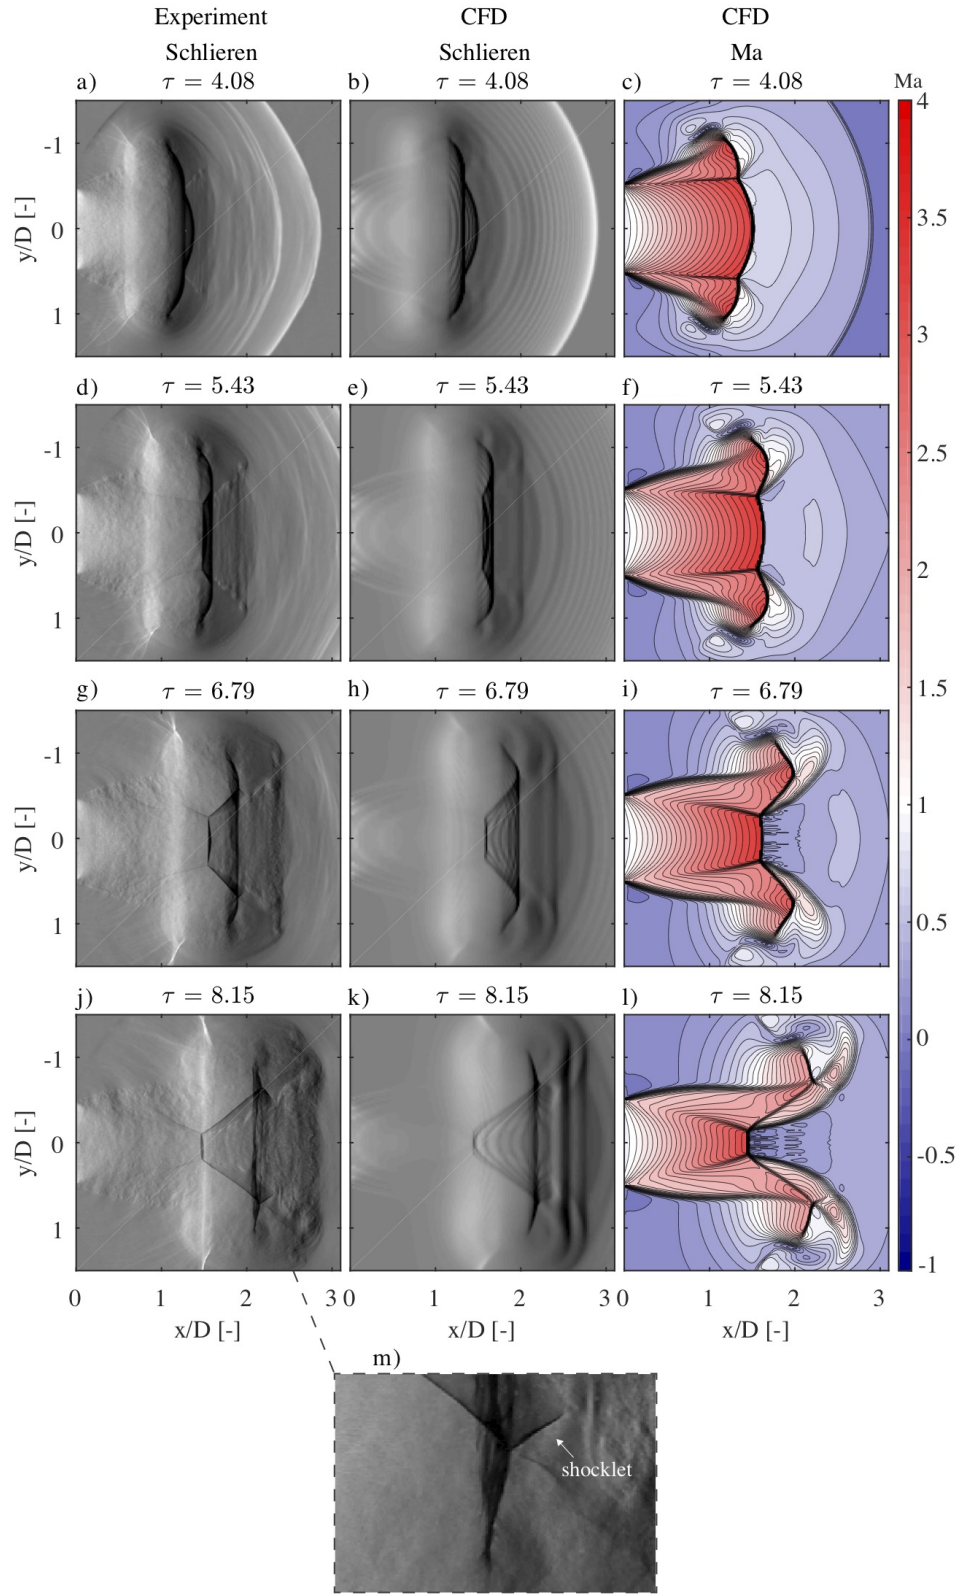 Experiment CFD CFD
Schlieren Schlieren Ma
a) τ = 4.08 b) τ = 4.08 c) τ = 4.08 Ma
4
-1
y/D [-] 0
1
3.5
3
d) τ = 5.43 e) τ = 5.43 f) τ = 5.43
-1
y/D [-] 0
1
2.5
2
g) τ = 6.79 h) τ = 6.79 i) τ = 6.79
1.5
-1
1
y/D [-] 0
0.5
1
j) τ = 8.15 k) τ = 8.15 l) τ = 8.15
0
-1
y/D [-] 0
-0.5
1
-1
0 1 2 3 0 1 2 3 0 1 2 3
x/D [-] x/D [-] x/D [-]
m)
shocklet